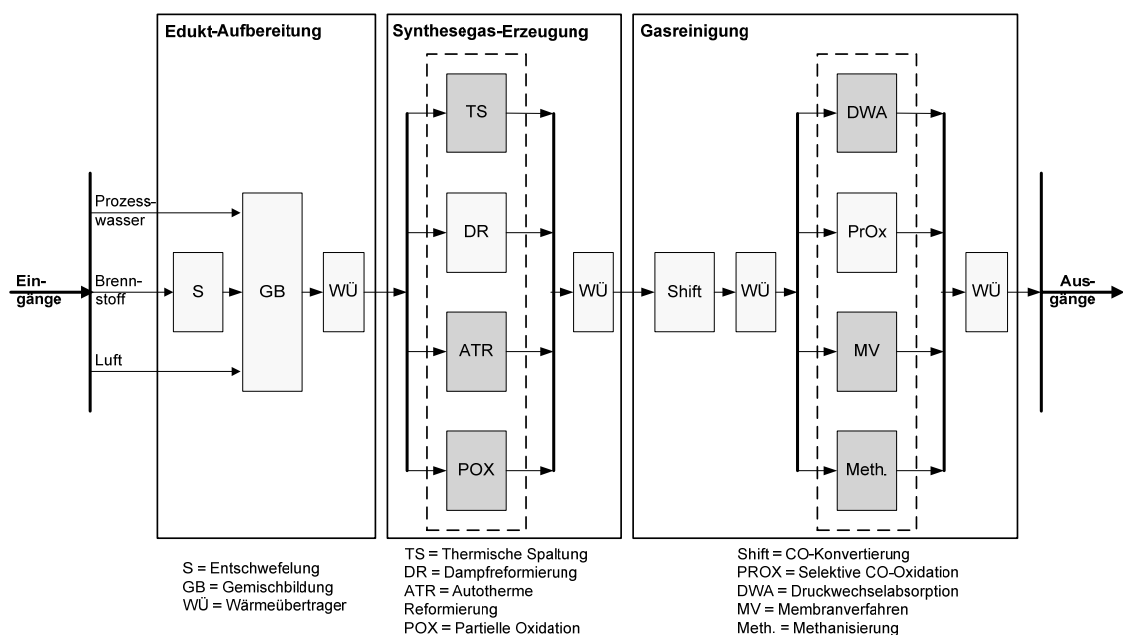 Edukt-Aufbereitung
Synthesegas-Erzeugung
Gasreinigung
TS
DWA
Prozess-
wasser
DR
PrOx
Ein-
gänge
Brenn-
stoff
S
GB
WÜ
WÜ
Shift
WÜ
WÜ
Aus-
gänge
ATR
MV
Luft
POX
Meth.
S = Entschwefelung
GB = Gemischbildung
WÜ = Wärmeübertrager
TS = Thermische Spaltung
DR = Dampfreformierung
ATR = Autotherme
Reformierung
POX = Partielle Oxidation
Shift = CO-Konvertierung
PROX = Selektive CO-Oxidation
DWA = Druckwechselabsorption
MV = Membranverfahren
Meth. = Methanisierung